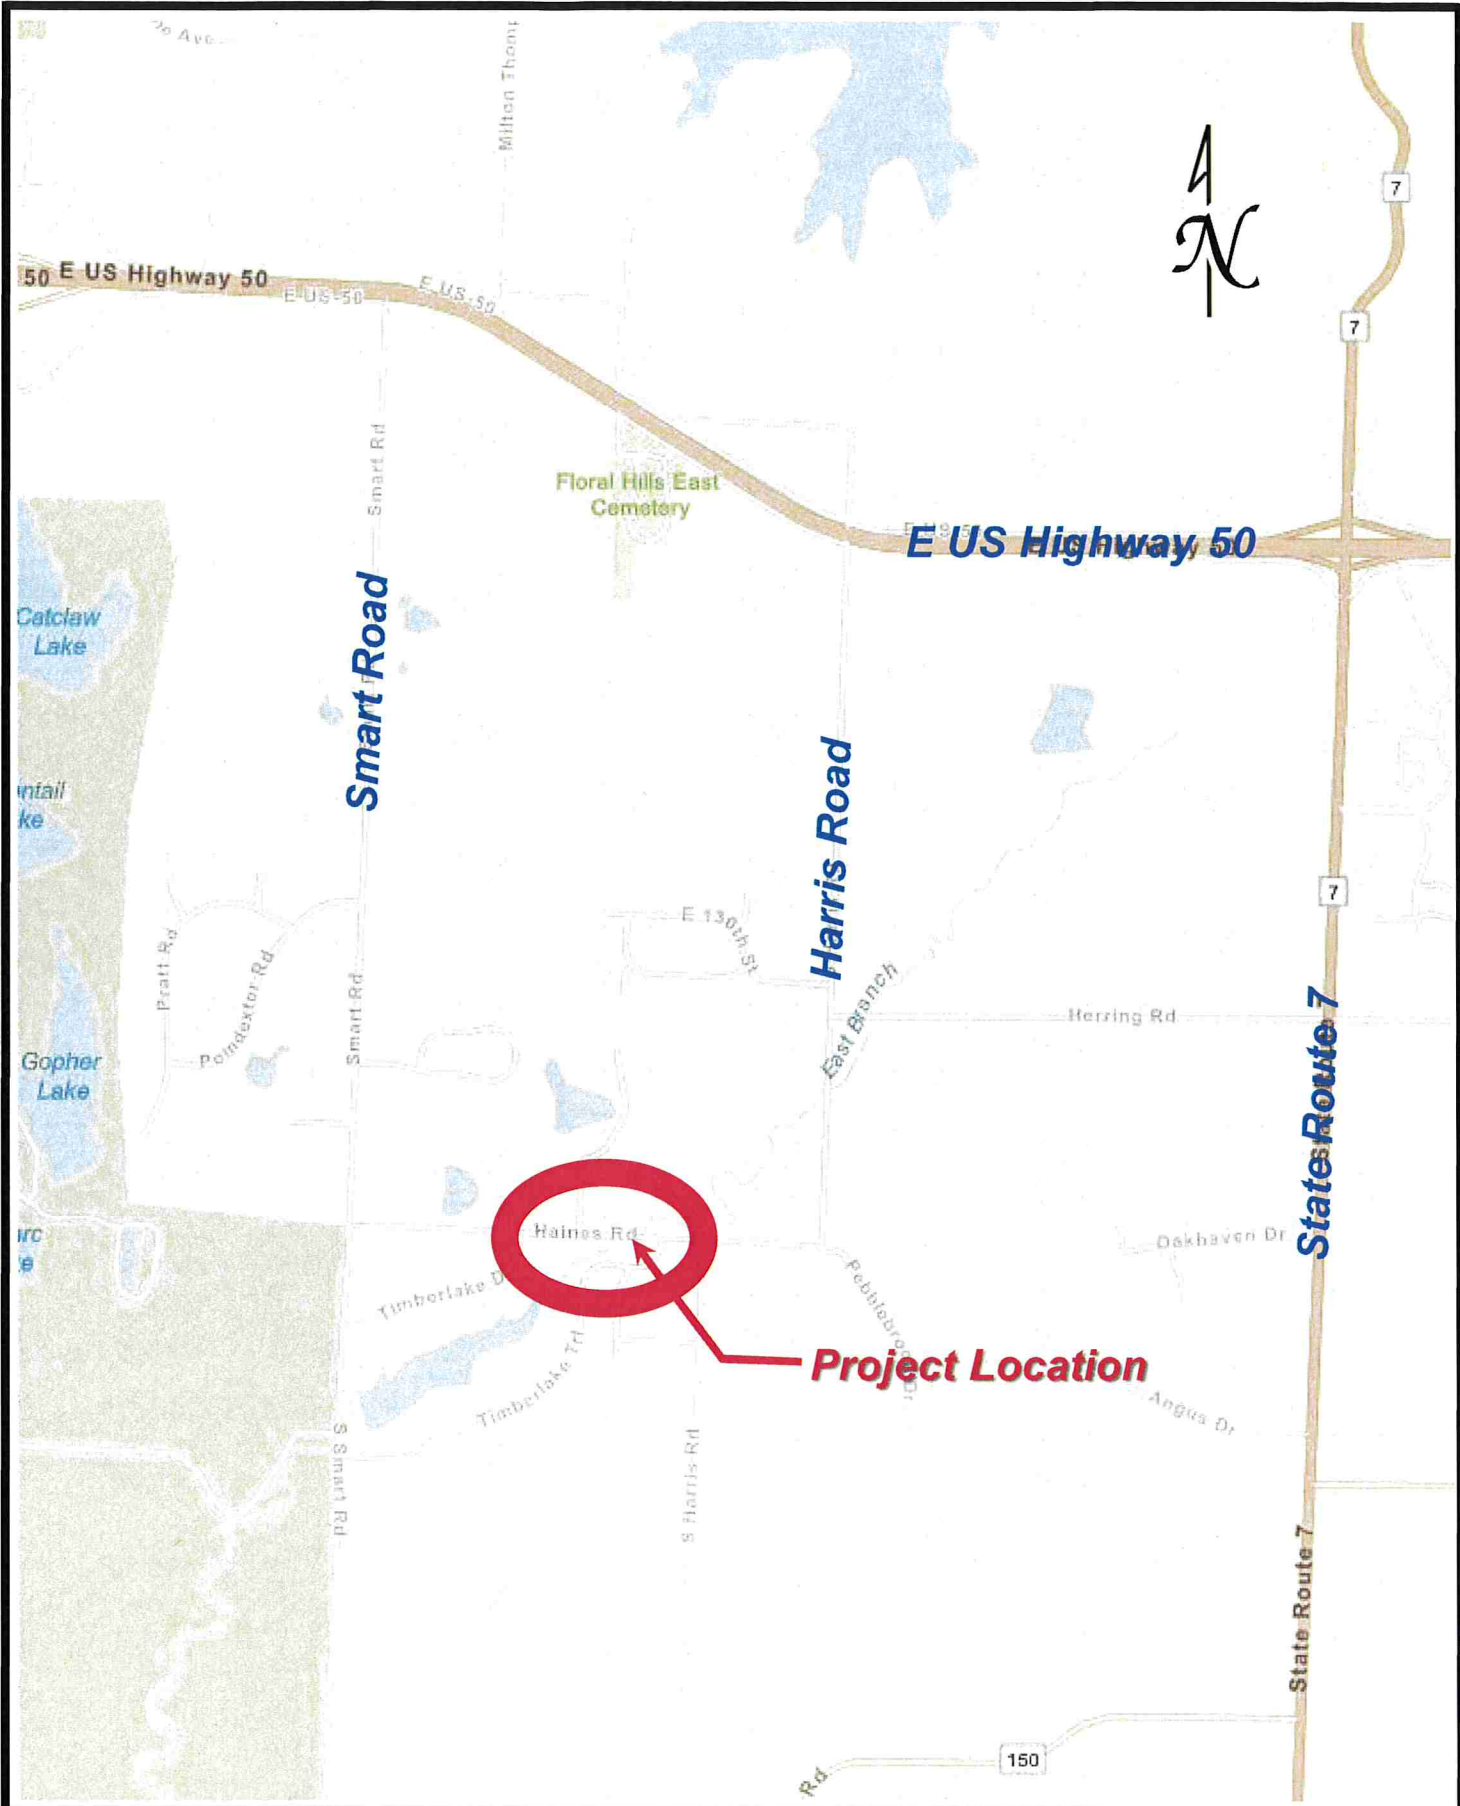 Milton Thomp
N
7
50 E US Highway 50
E US-50
E US-50
7
Smart Rd
Floral Hills East
Cemetery
E US Highway 50
Catclaw
Lake
Smart Road
Harris Road
ntail
ke
7
E 130th St
Pratt Rd
Poindexter Rd
Smart Rd
East Branch
Herring Rd
State Route 7
Gopher
Lake
Haines Rd
Oakhaven Dr
Timberlake D
Pebblebrook Dr
Project Location
Timberlake Trl
Angus Dr
S Smart Rd
S Harris Rd
State Route 7
150
Rd